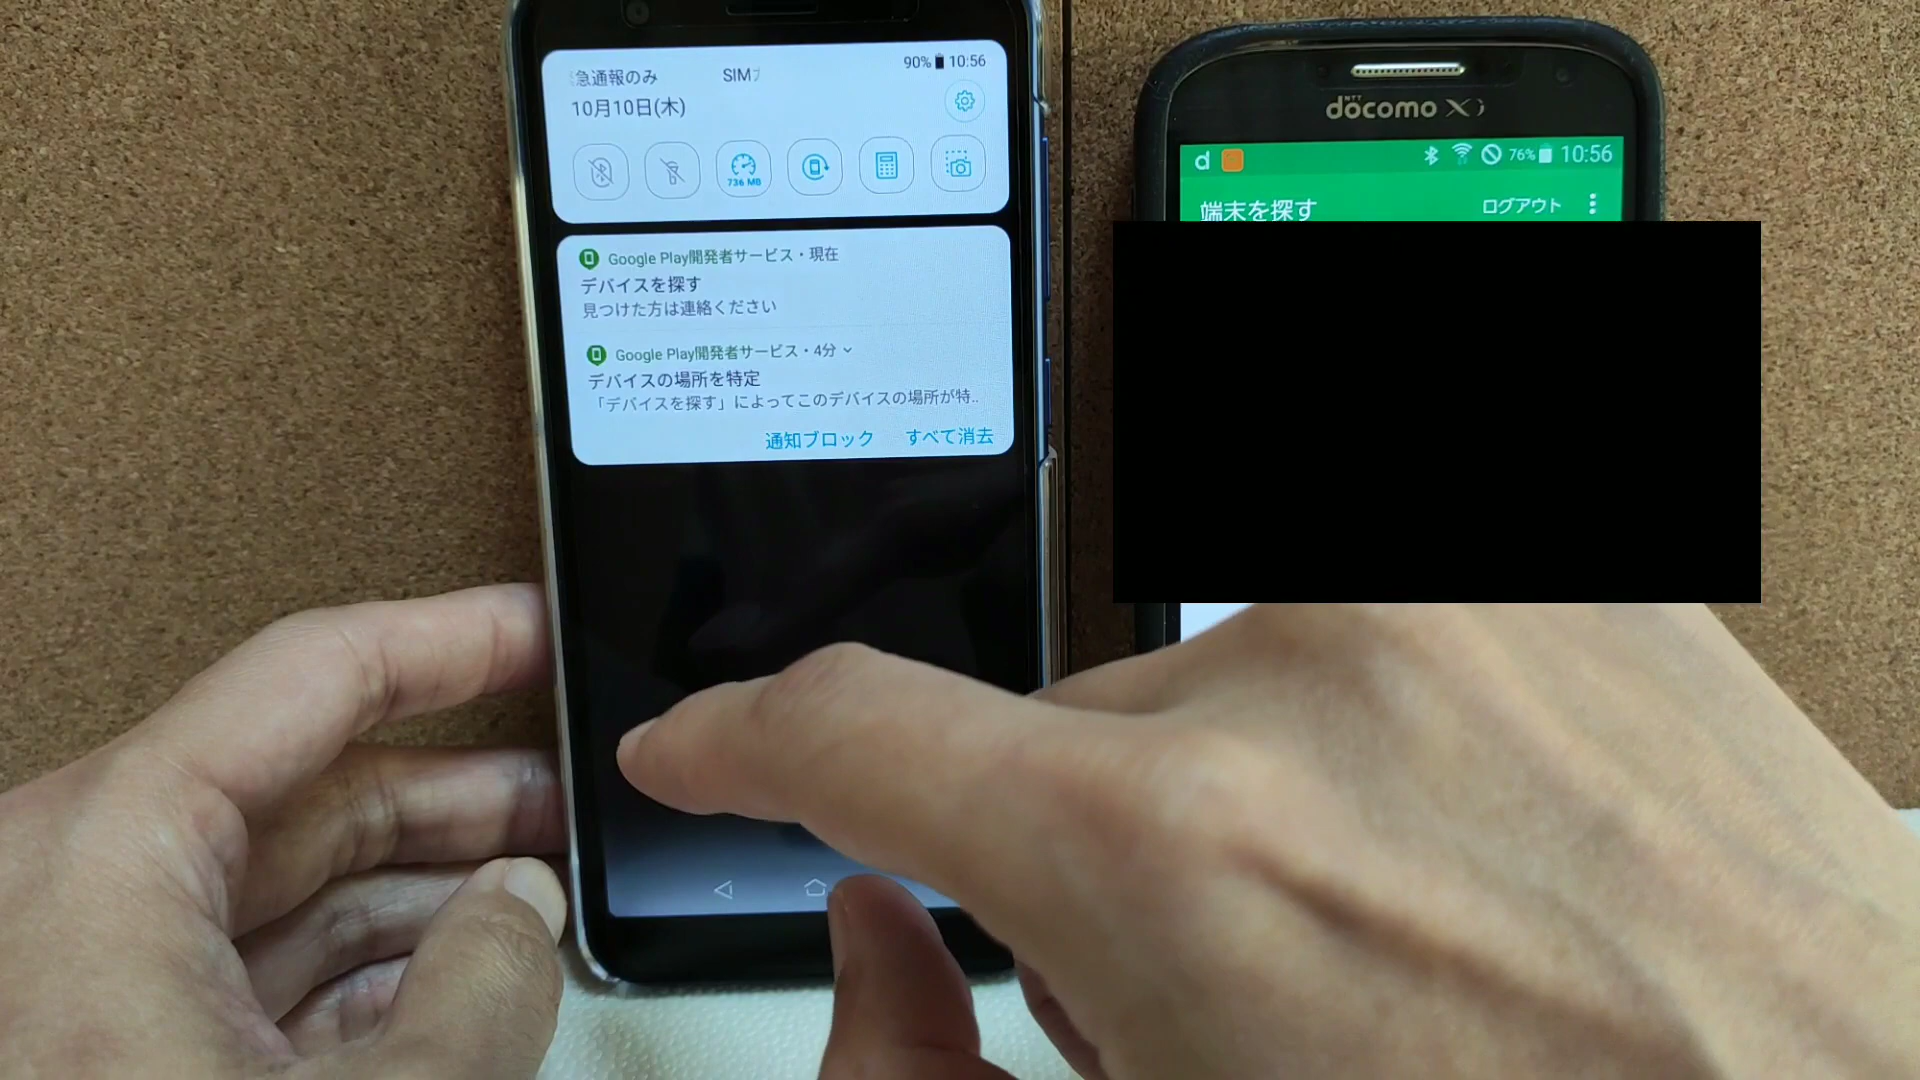 急通報のみ SIM
90% 10:56
10月10日(木)
736 MB
Google Play開発者サービス・現在
デバイスを探す
見つけた方は連絡ください
Google Play開発者サービス・4分
デバイスの場所を特定
「デバイスを探す」によってこのデバイスの場所が特..
通知ブロック すべて消去
NTT
docomo Xi
d 76% 10:56
端末を探す ログアウト